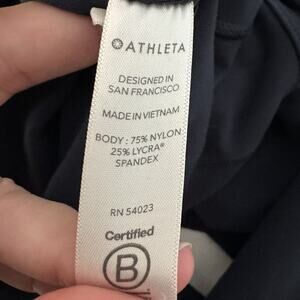 ATHLETA
DESIGNED IN
SAN FRANCISCO
MADE IN VIETNAM
BODY : 75% NYLON
25% LYCRA®
SPANDEX
RN 54023
Certified
B